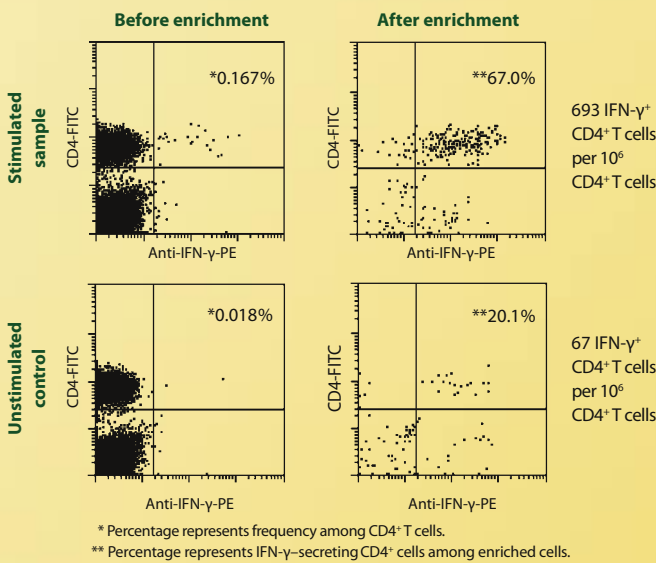 Before enrichment
After enrichment
Stimulated
sample
CD4-FITC
*0.167%
Anti-IFN-γ-PE
CD4-FITC
**67.0%
Anti-IFN-γ-PE
693 IFN-γ⁺
CD4⁺ T cells
per 10⁶
CD4⁺ T cells
Unstimulated
control
CD4-FITC
*0.018%
Anti-IFN-γ-PE
CD4-FITC
**20.1%
Anti-IFN-γ-PE
67 IFN-γ⁺
CD4⁺ T cells
per 10⁶
CD4⁺ T cells
* Percentage represents frequency among CD4⁺ T cells.
** Percentage represents IFN-γ–secreting CD4⁺ cells among enriched cells.